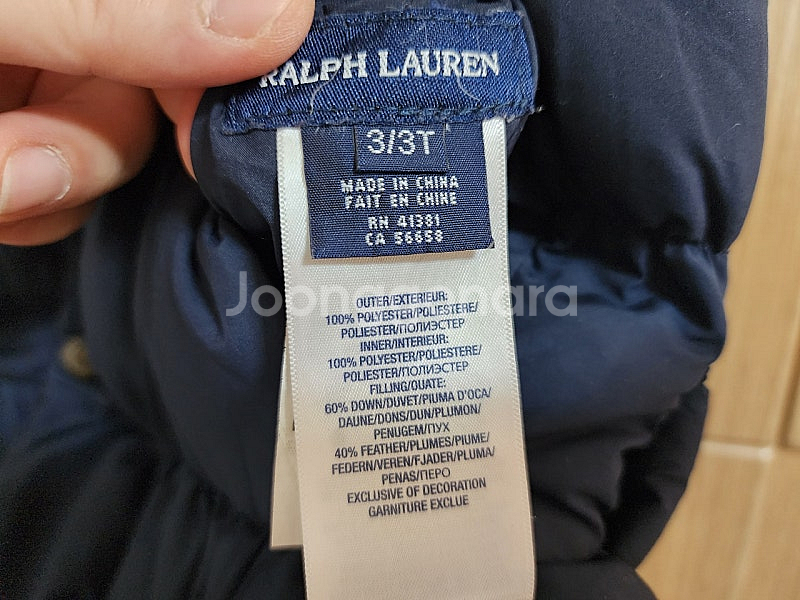 RALPH LAUREN
3/3T
MADE IN CHINA
FAIT EN CHINE
RN 41381
CA 56658
Joonggonara
OUTER/EXTERIEUR:
100% POLYESTER/POLIESTERE/
POLIESTER/ПОЛИЭСТЕР
INNER/INTERIEUR:
100% POLYESTER/POLIESTERE/
POLIESTER/ПОЛИЭСТЕР
FILLING/OUATE:
60% DOWN/DUVET/PIUMA D'OCA/
DAUNE/DONS/DUN/PLUMON/
PENUGEM/ПУХ
40% FEATHER/PLUMES/PIUME/
FEDERN/VEREN/FJADER/PLUMA/
PENAS/ПЕРО
EXCLUSIVE OF DECORATION
GARNITURE EXCLUE